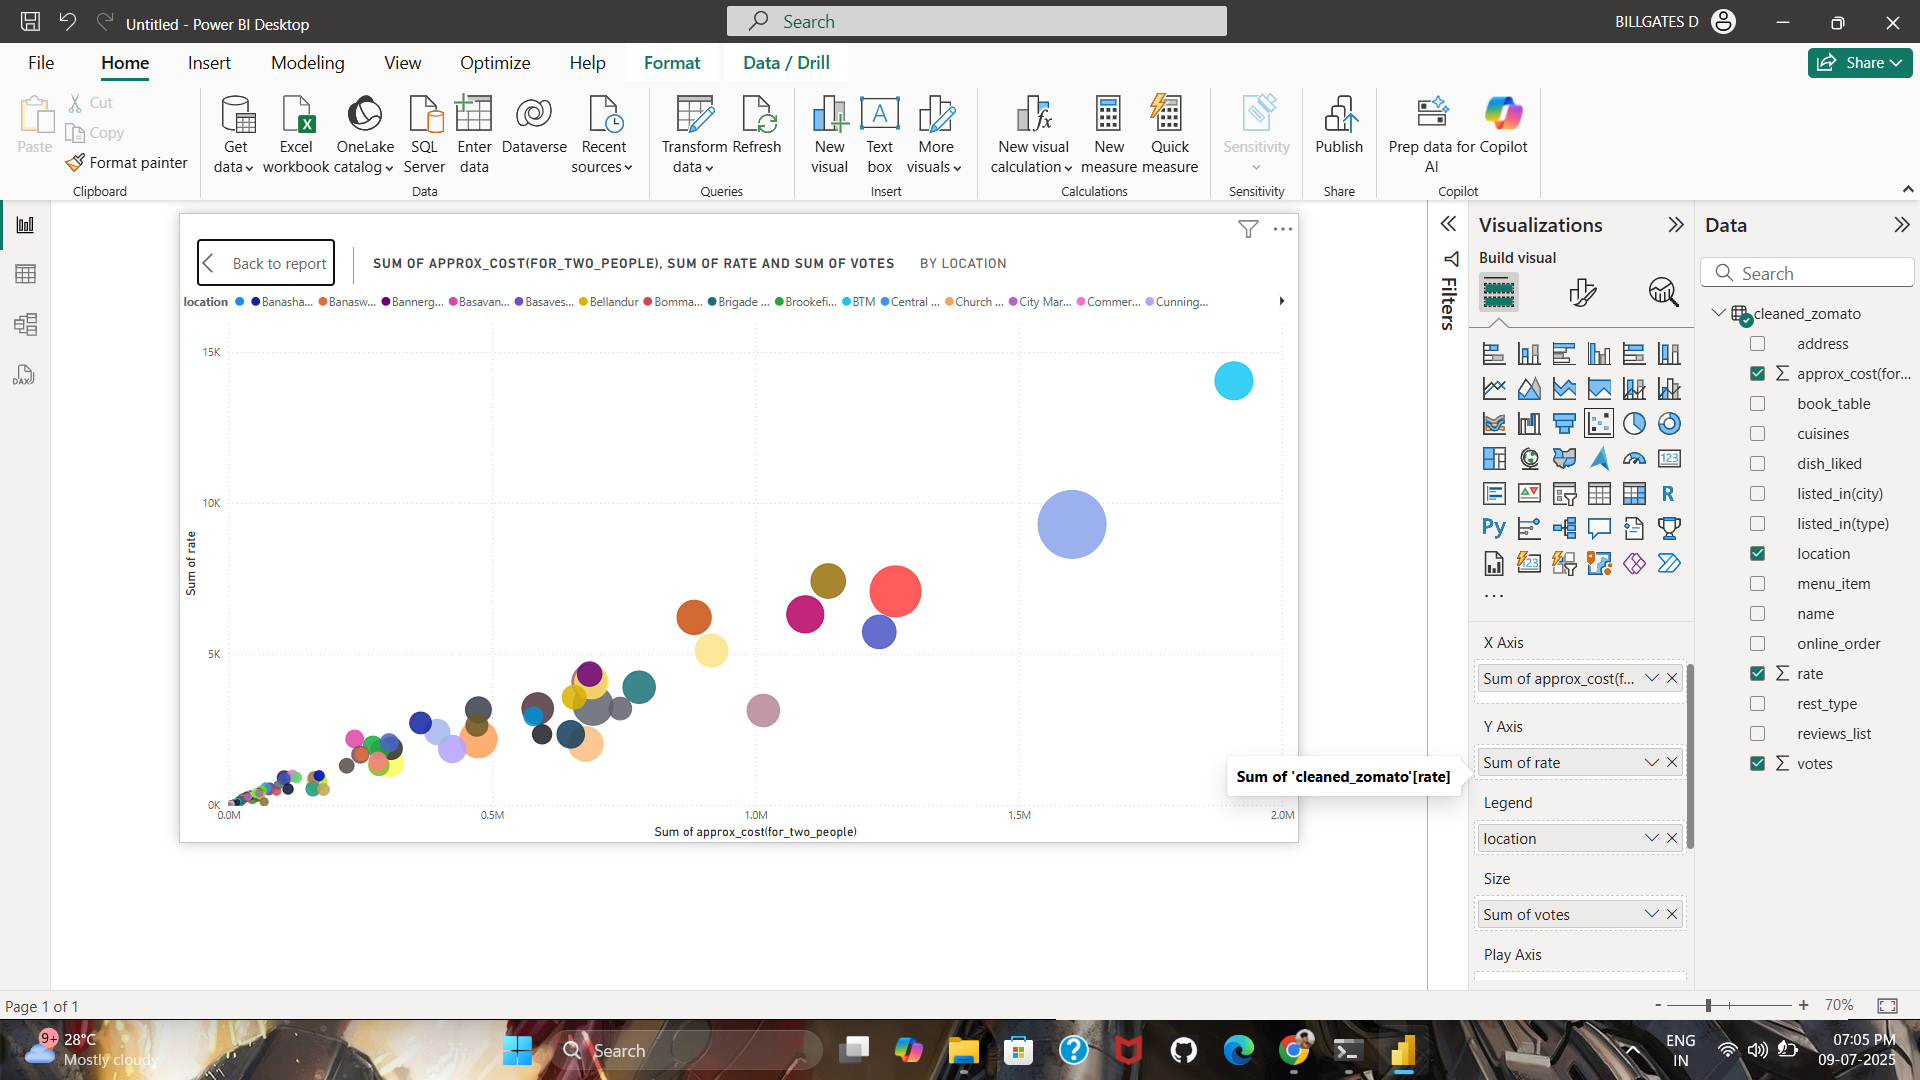 Untitled - Power BI Desktop
Search
BILLGATES D
File Home Insert Modeling View Optimize Help Format Data / Drill
Share
Paste
Cut
Copy
Format painter
Clipboard
Get data
Excel workbook
OneLake catalog
SQL Server
Enter data
Dataverse
Recent sources
Data
Transform data
Refresh
Queries
New visual
Text box
More visuals
Insert
New visual calculation
New measure
Quick measure
Calculations
Sensitivity
Sensitivity
Publish
Share
Prep data for AI
Copilot
Copilot
Back to report
SUM OF APPROX_COST(FOR_TWO_PEOPLE), SUM OF RATE AND SUM OF VOTES
BY LOCATION
location Banasha... Banasw... Bannerg... Basavan... Basaves... Bellandur Bomma... Brigade ... Brookefi... BTM Central ... Church ... City Mar... Commer... Cunning...
15K
10K
5K
0K
Sum of rate
0.0M 0.5M 1.0M 1.5M 2.0M
Sum of approx_cost(for_two_people)
Sum of 'cleaned_zomato'[rate]
Filters
Visualizations
Build visual
123
R
Py
123
...
X Axis
Sum of approx_cost(f...
Y Axis
Sum of rate
Legend
location
Size
Sum of votes
Play Axis
Data
Search
cleaned_zomato
address
approx_cost(for...
book_table
cuisines
dish_liked
listed_in(city)
listed_in(type)
location
menu_item
name
online_order
rate
rest_type
reviews_list
votes
DAX
Page 1 of 1
- + 70%
9+
28°C
Mostly cloudy
Search
ENG
IN
07:05 PM
09-07-2025